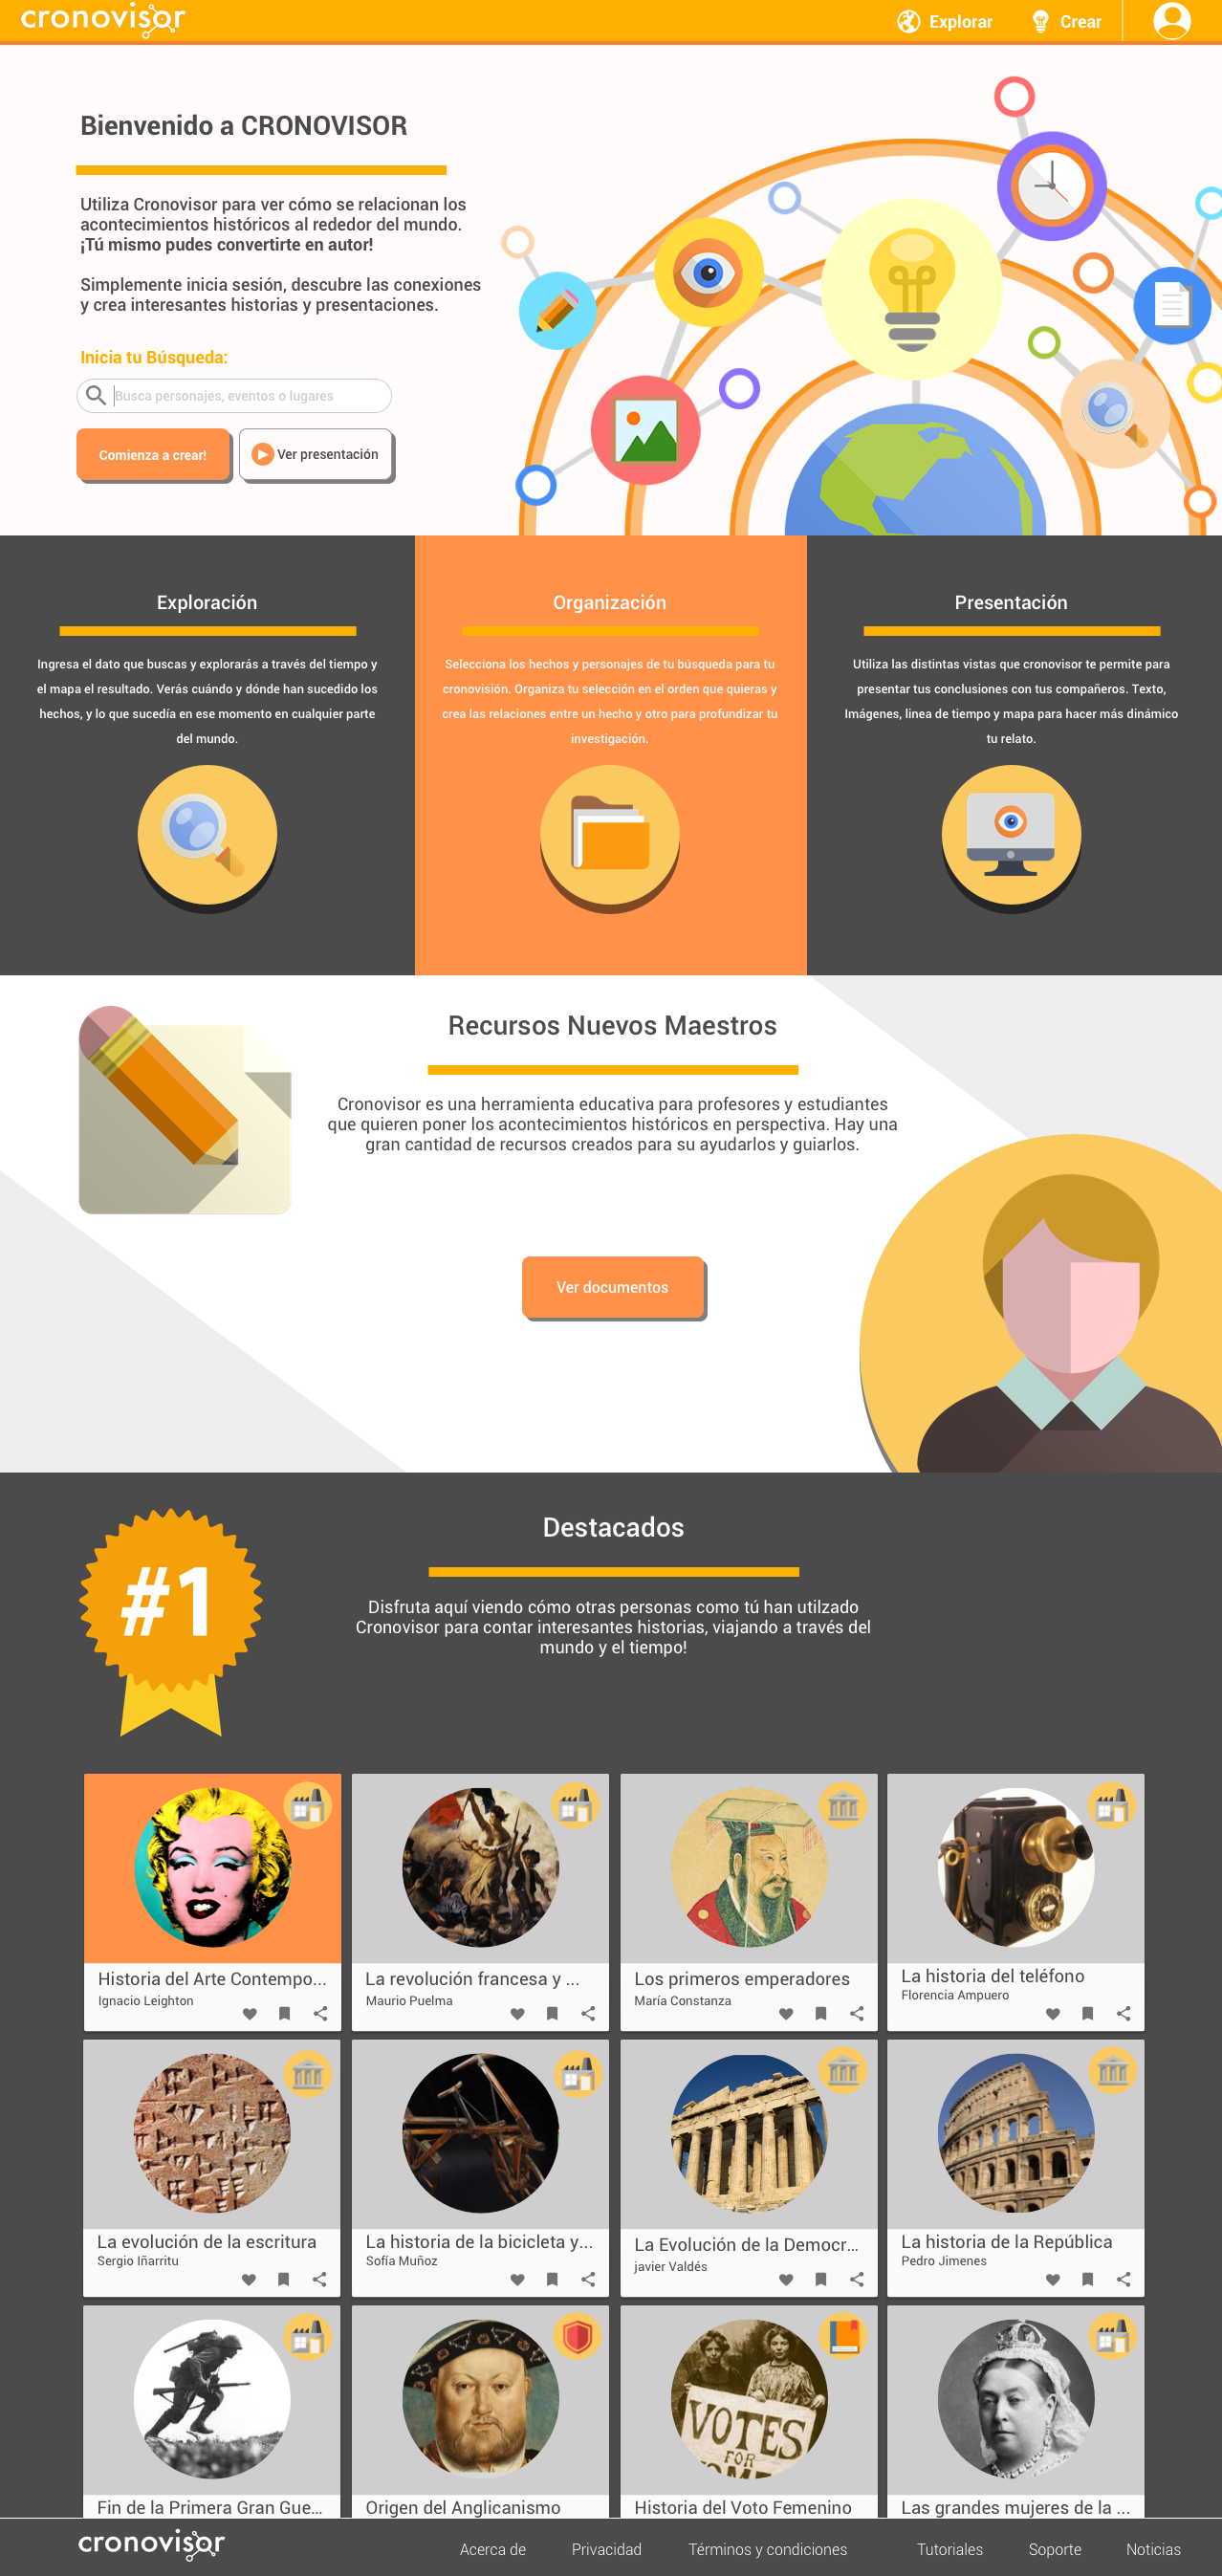 cronovisor
Explorar
Crear
Bienvenido a CRONOVISOR
Utiliza Cronovisor para ver cómo se relacionan los
acontecimientos históricos al rededor del mundo.
¡Tú mismo pudes convertirte en autor!
Simplemente inicia sesión, descubre las conexiones
y crea interesantes historias y presentaciones.
Inicia tu Búsqueda:
Busca personajes, eventos o lugares
Comienza a crear!
Ver presentación
Exploración
Ingresa el dato que buscas y explorarás a través del tiempo y
el mapa el resultado. Verás cuándo y dónde han sucedido los
hechos, y lo que sucedía en ese momento en cualquier parte
del mundo.
Organización
Selecciona los hechos y personajes de tu búsqueda para tu
cronovisión. Organiza tu selección en el orden que quieras y
crea las relaciones entre un hecho y otro para profundizar tu
investigación.
Presentación
Utiliza las distintas vistas que cronovisor te permite para
presentar tus conclusiones con tus compañeros. Texto,
Imágenes, linea de tiempo y mapa para hacer más dinámico
tu relato.
Recursos Nuevos Maestros
Cronovisor es una herramienta educativa para profesores y estudiantes
que quieren poner los acontecimientos históricos en perspectiva. Hay una
gran cantidad de recursos creados para su ayudarlos y guiarlos.
Ver documentos
#1
Destacados
Disfruta aquí viendo cómo otras personas como tú han utilzado
Cronovisor para contar interesantes historias, viajando a través del
mundo y el tiempo!
Historia del Arte Contempo...
Ignacio Leighton
La revolución francesa y ...
Maurio Puelma
Los primeros emperadores
María Constanza
La historia del teléfono
Florencia Ampuero
La evolución de la escritura
Sergio Iñarritu
La historia de la bicicleta y...
Sofía Muñoz
La Evolución de la Democr...
javier Valdés
La historia de la República
Pedro Jimenes
Fin de la Primera Gran Gue...
Origen del Anglicanismo
VOTES
FOR
Historia del Voto Femenino
Las grandes mujeres de la ...
cronovisor
Acerca de
Privacidad
Términos y condiciones
Tutoriales
Soporte
Noticias